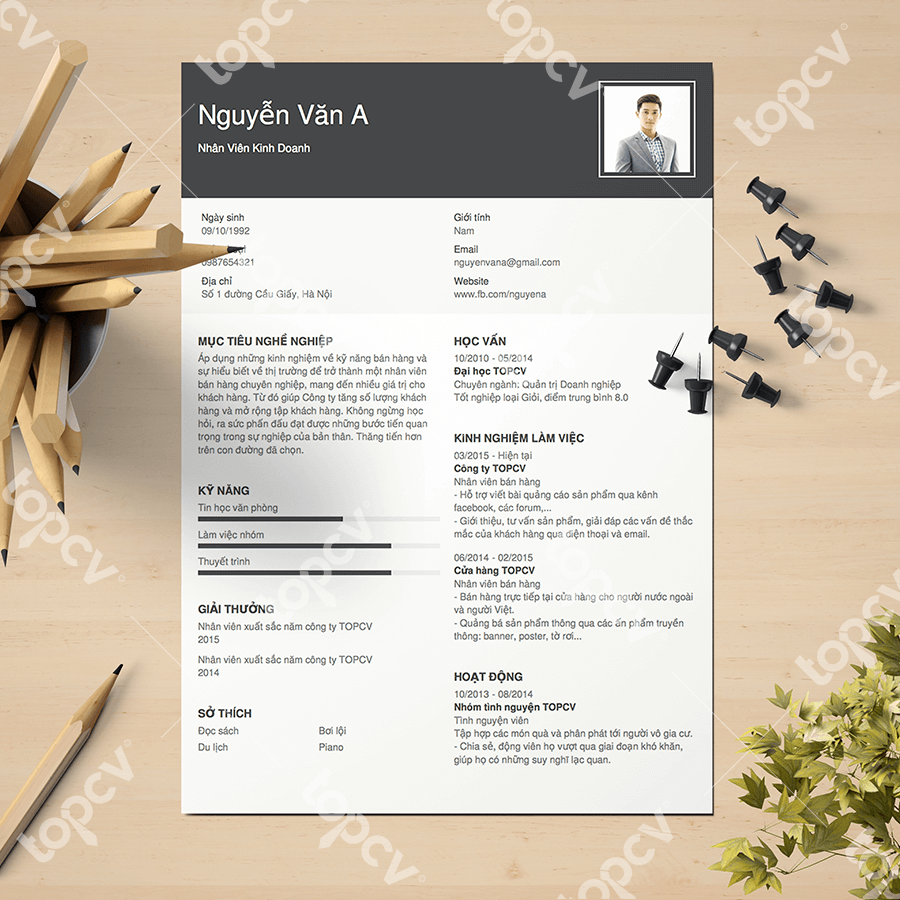 Nguyễn Văn A
Nhân Viên Kinh Doanh
Ngày sinh
09/10/1992
0987654321
Địa chỉ
Số 1 đường Cầu Giấy, Hà Nội
Giới tính
Nam
Email
nguyenvana@gmail.com
Website
www.fb.com/nguyena
MỤC TIÊU NGHỀ NGHIỆP
Áp dụng những kinh nghiệm về kỹ năng bán hàng và
sự hiểu biết về thị trường để trở thành một nhân viên
bán hàng chuyên nghiệp, mang đến nhiều giá trị cho
khách hàng. Từ đó giúp Công ty tăng số lượng khách
hàng và mở rộng tập khách hàng. Không ngừng học
hỏi, ra sức phấn đấu đạt được những bước tiến quan
trọng trong sự nghiệp của bản thân. Thăng tiến hơn
trên con đường đã chọn.
KỸ NĂNG
Tin học văn phòng
Làm việc nhóm
Thuyết trình
GIẢI THƯỞNG
Nhân viên xuất sắc năm công ty TOPCV
2015
Nhân viên xuất sắc năm công ty TOPCV
2014
SỞ THÍCH
Đọc sách Bơi lội
Du lịch Piano
HỌC VẤN
10/2010 - 05/2014
Đại học TOPCV
Chuyên ngành: Quản trị Doanh nghiệp
Tốt nghiệp loại Giỏi, điểm trung bình 8.0
KINH NGHIỆM LÀM VIỆC
03/2015 - Hiện tại
Công ty TOPCV
Nhân viên bán hàng
- Hỗ trợ viết bài quảng cáo sản phẩm qua kênh
facebook, các forum,...
- Giới thiệu, tư vấn sản phẩm, giải đáp các vấn đề thắc
mắc của khách hàng qua điện thoại và email.
06/2014 - 02/2015
Cửa hàng TOPCV
Nhân viên bán hàng
- Bán hàng trực tiếp tại cửa hàng cho người nước ngoài
và người Việt.
- Quảng bá sản phẩm thông qua các ấn phẩm truyền
thông: banner, poster, tờ rơi...
HOẠT ĐỘNG
10/2013 - 08/2014
Nhóm tình nguyện TOPCV
Tình nguyện viên
Tập hợp các món quà và phân phát tới người vô gia cư.
- Chia sẻ, động viên họ vượt qua giai đoạn khó khăn,
giúp họ có những suy nghĩ lạc quan.
topcv
topcv
topcv
topcv
topcv
topcv
topcv
topcv
topcv
topcv